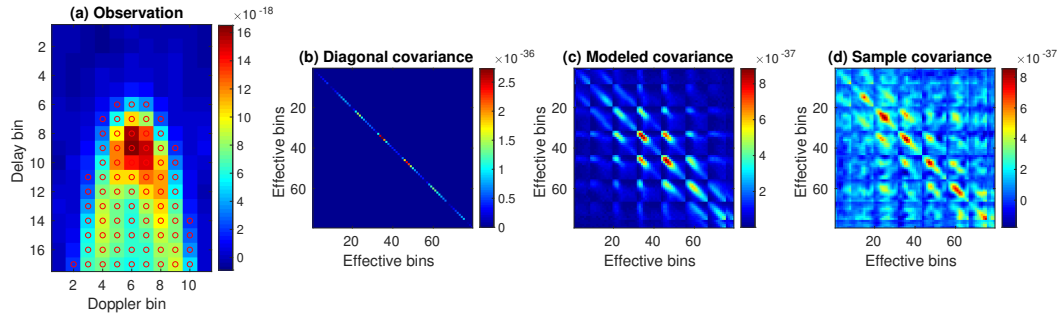 (a) Observation
×10^-18
16
14
12
10
8
6
4
2
0
2
4
6
8
10
12
14
16
Delay bin
2 4 6 8 10
Doppler bin
(b) Diagonal covariance
×10^-36
2.5
2
1.5
1
0.5
0
20
40
60
Effective bins
20 40 60
Effective bins
(c) Modeled covariance
×10^-37
8
6
4
2
20
40
60
Effective bins
20 40 60
Effective bins
(d) Sample covariance
×10^-37
8
6
4
2
0
20
40
60
Effective bins
20 40 60
Effective bins